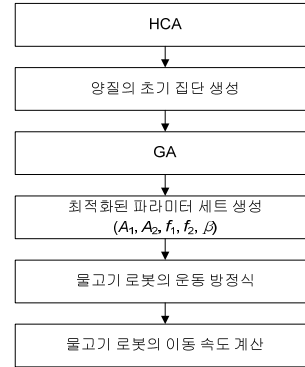 HCA
양질의 초기 집단 생성
GA
최적화된 파라미터 세트 생성
(A₁, A₂, f₁, f₂, β)
물고기 로봇의 운동 방정식
물고기 로봇의 이동 속도 계산